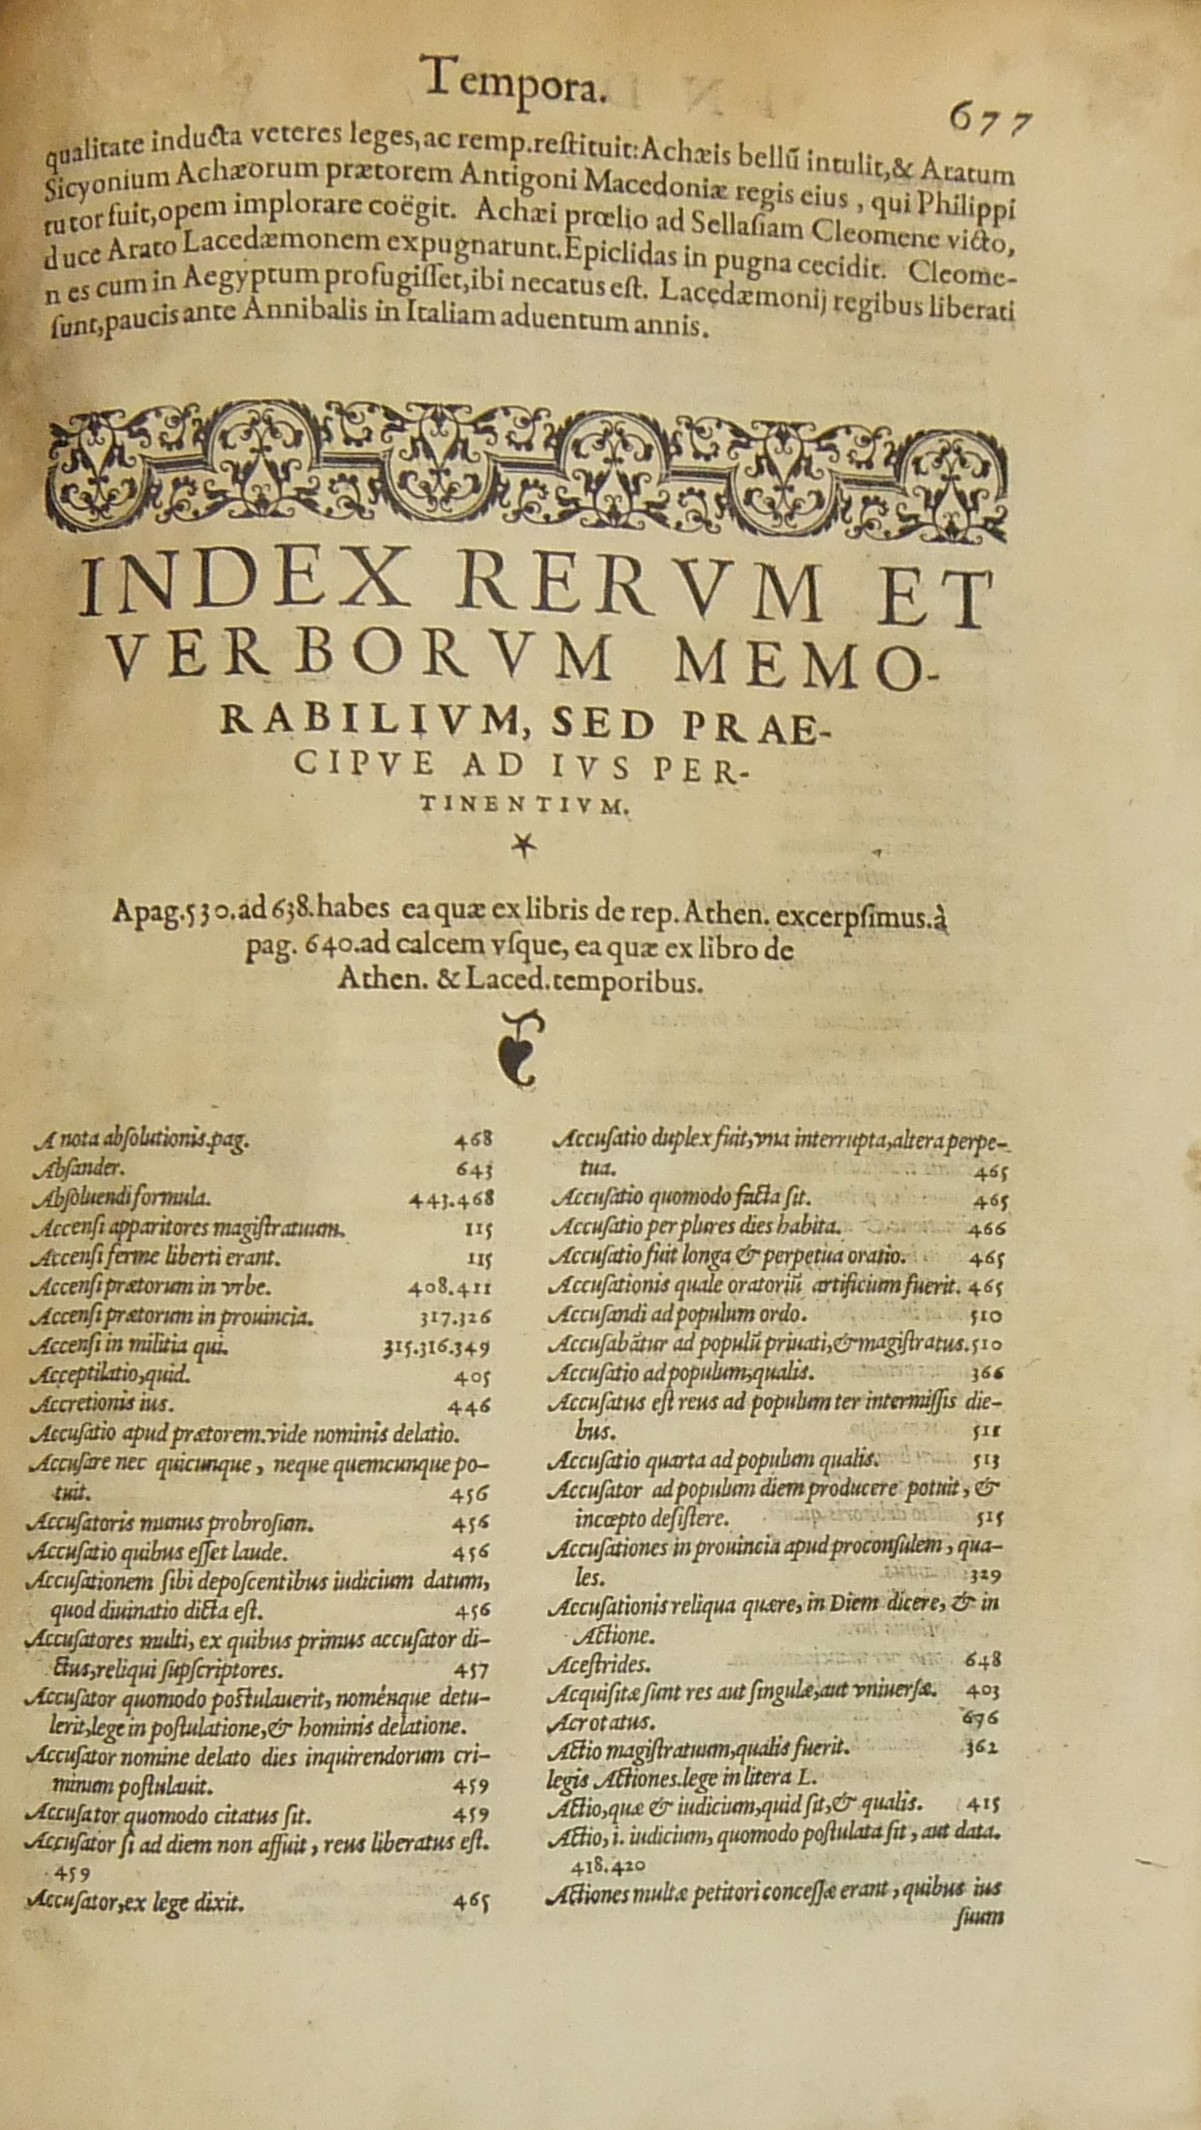 Tempora.
677
qualitate inducta veteres leges, ac remp. restituit: Achæis bellũ intulit, & Aratum
Sicyonium Achæorum prætorem Antigoni Macedoniæ regis eius, qui Philippi
tutor fuit, opem implorare coëgit. Achæi prœlio ad Sellasiam Cleomene victo,
duce Arato Lacedæmonem expugnarunt. Epiclidas in pugna cecidit. Cleome-
nes cum in Aegyptum profugisset, ibi necatus est. Lacedæmonij regibus liberati
sunt, paucis ante Annibalis in Italiam aduentum annis.
INDEX RERVM ET
VERBORVM MEMO-
RABILIVM, SED PRAE-
CIPVE AD IVS PER-
TINENTIVM.
A pag. 530. ad 638. habes ea quæ ex libris de rep. Athen. excerpsimus. à
pag. 640. ad calcem vsque, ea quæ ex libro de
Athen. & Laced. temporibus.
A nota absolutionis. pag. 468
Absander. 643
Absoluendi formula. 443.468
Accensi apparitores magistratuum. 115
Accensi ferme liberti erant. 115
Accensi prætorum in vrbe. 408.411
Accensi prætorum in prouincia. 317.326
Accensi in militia qui. 315.316.349
Acceptilatio, quid. 405
Accretionis ius. 446
Accusatio apud prætorem. vide nominis delatio.
Accusare nec quicunque, neque quemcunque po-
tuit. 456
Accusatoris munus probrosum. 456
Accusatio quibus esset laude. 456
Accusationem sibi deposcentibus iudicium datum,
quod diuinatio dicta est. 456
Accusatores multi, ex quibus primus accusator di-
ctus, reliqui supscriptores. 457
Accusator quomodo postulauerit, noménque detu-
lerit, lege in postulatione, & hominis delatione.
Accusator nomine delato dies inquirendorum cri-
minum postulauit. 459
Accusator quomodo citatus sit. 459
Accusator si ad diem non affuit, reus liberatus est.
459
Accusator, ex lege dixit. 465
Accusatio duplex fuit, vna interrupta, altera perpe-
tua. 465
Accusatio quomodo facta sit. 465
Accusatio per plures dies habita. 466
Accusatio fuit longa & perpetua oratio. 465
Accusationis quale oratoriũ artificium fuerit. 465
Accusandi ad populum ordo. 510
Accusabãtur ad populũ priuati, & magistratus. 510
Accusatio ad populum, qualis. 366
Accusatus est reus ad populum ter intermissis die-
bus. 511
Accusatio quarta ad populum qualis. 513
Accusator ad populum diem producere potuit, &
incœpto desistere. 515
Accusationes in prouincia apud proconsulem, qua-
les. 329
Accusationis reliqua quære, in Diem dicere, & in
Actione.
Acestrides. 648
Acquisitæ sunt res aut singulæ, aut vniuersæ. 403
Acrotatus. 676
Actio magistratuum, qualis fuerit. 362
legis Actiones. lege in litera L.
Actio, quæ & iudicium, quid sit, & qualis. 415
Actio, i. iudicium, quomodo postulata sit, aut data.
418.420
Actiones multæ petitori concessæ erant, quibus ius
suum